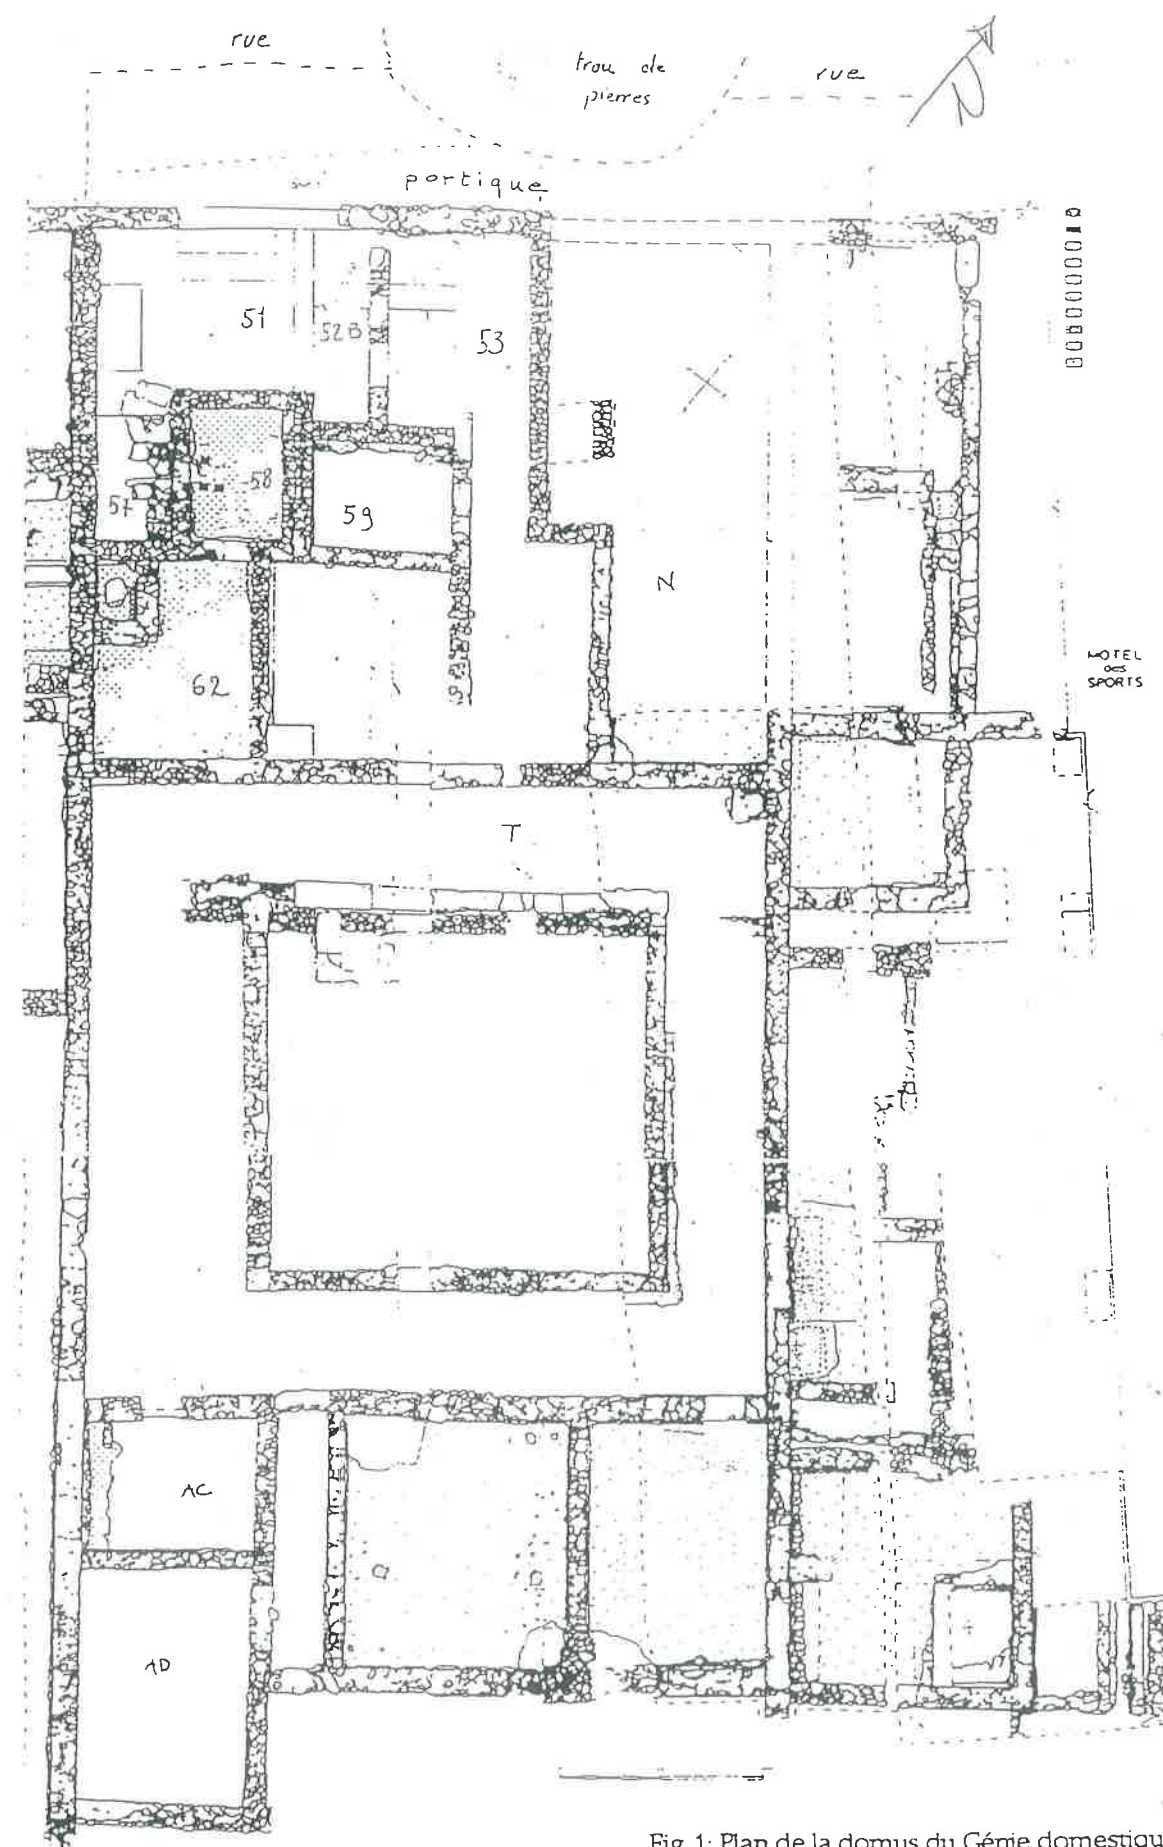 rue
trou de
pierres
rue
portique
51
52B
53
58
57
59
N
62
MOTEL
des
SPORTS
T
AC
AD
Fig. 1: Plan de la domus du Génie domestiqu